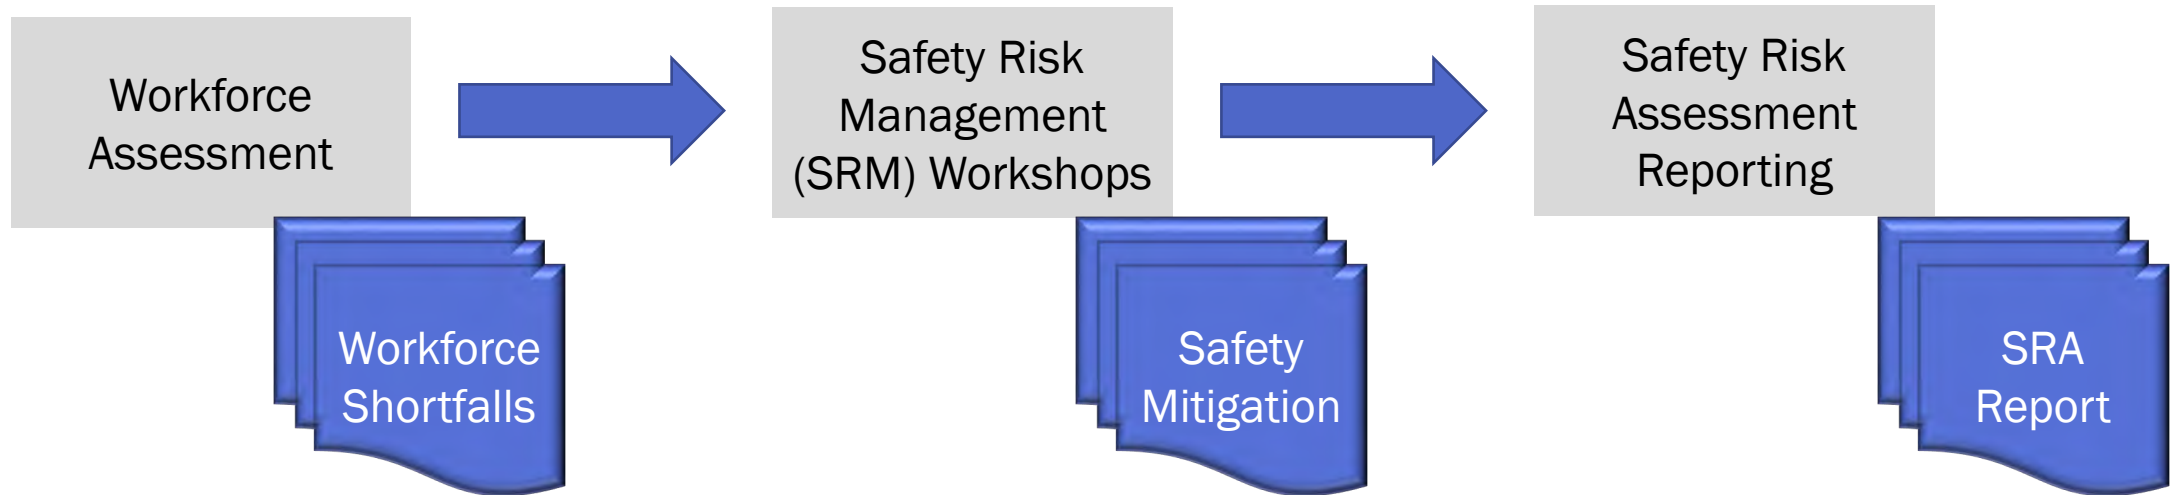 Workforce
Assessment
Safety Risk
Management
(SRM) Workshops
Safety Risk
Assessment
Reporting
Workforce
Shortfalls
Safety
Mitigation
SRA
Report